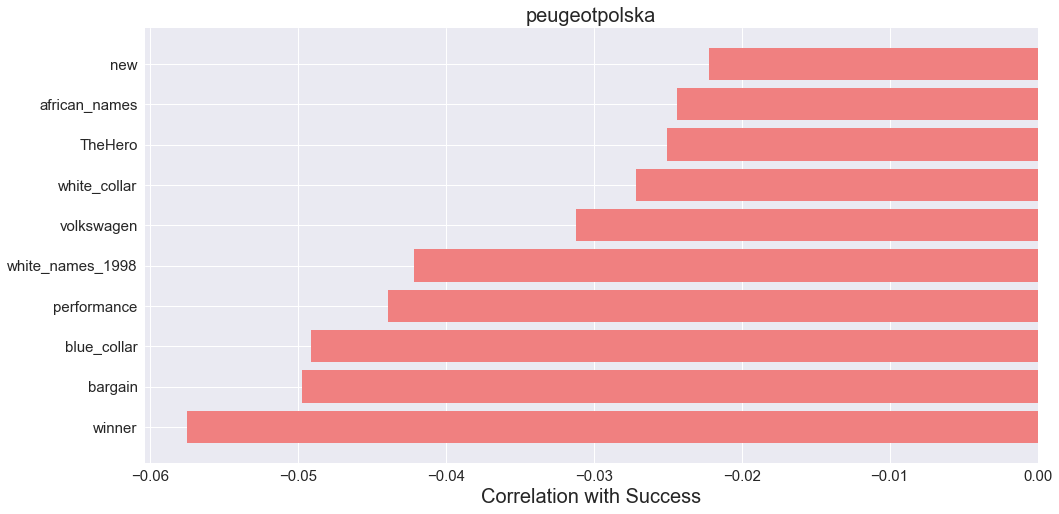 peugeotpolska
new
african_names
TheHero
white_collar
volkswagen
white_names_1998
performance
blue_collar
bargain
winner
−0.06 −0.05 −0.04 −0.03 −0.02 −0.01 0.00
Correlation with Success